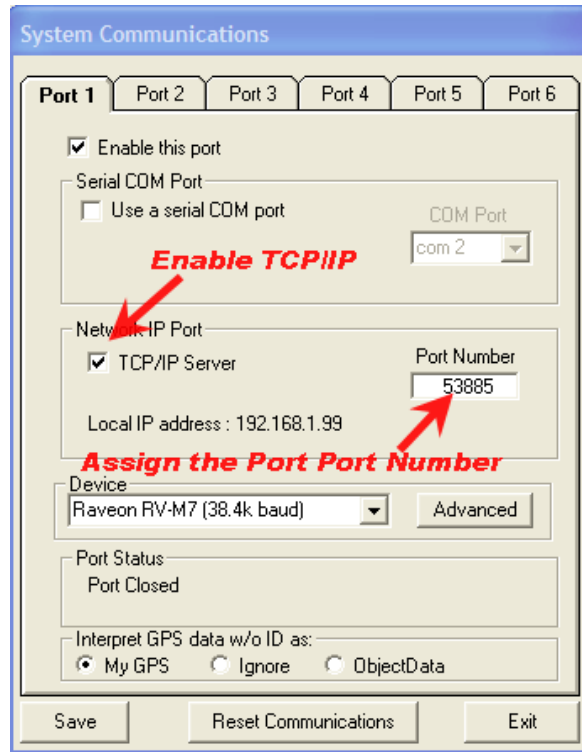 System Communications
Port 1 Port 2 Port 3 Port 4 Port 5 Port 6
Enable this port
Serial COM Port
Use a serial COM port
COM Port
com 2
Enable TCP/IP
Network IP Port
TCP/IP Server
Port Number
53885
Local IP address : 192.168.1.99
Assign the Port Port Number
Device
Raveon RV-M7 (38.4k baud)
Advanced
Port Status
Port Closed
Interpret GPS data w/o ID as:
My GPS Ignore ObjectData
Save Reset Communications Exit